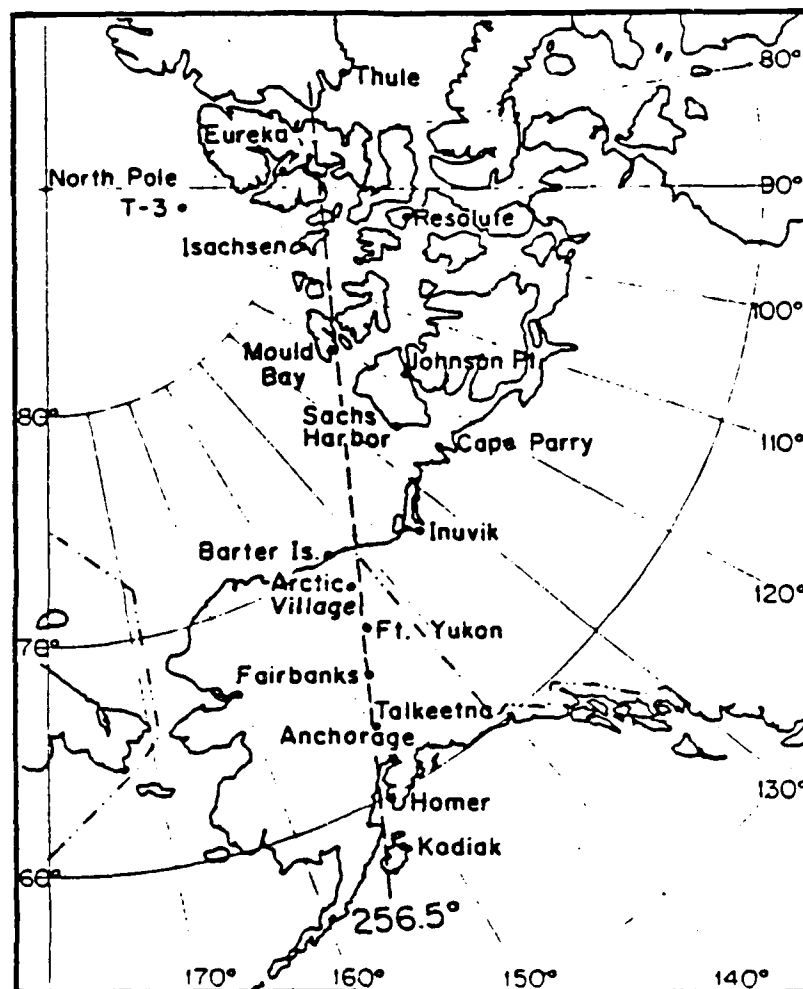 Thule
80°
Eureka
North Pole
90°
T-3
Resolute
Isachsen
100°
Mould
Bay
Johnson Pt.
80°
Sachs
Harbor
Cape Parry
110°
Inuvik
Barter Is.
Arctic
Village
120°
Ft. Yukon
70°
Fairbanks
Talkeetna
Anchorage
130°
Homer
Kodiak
60°
256.5°
170°
160°
150°
140°